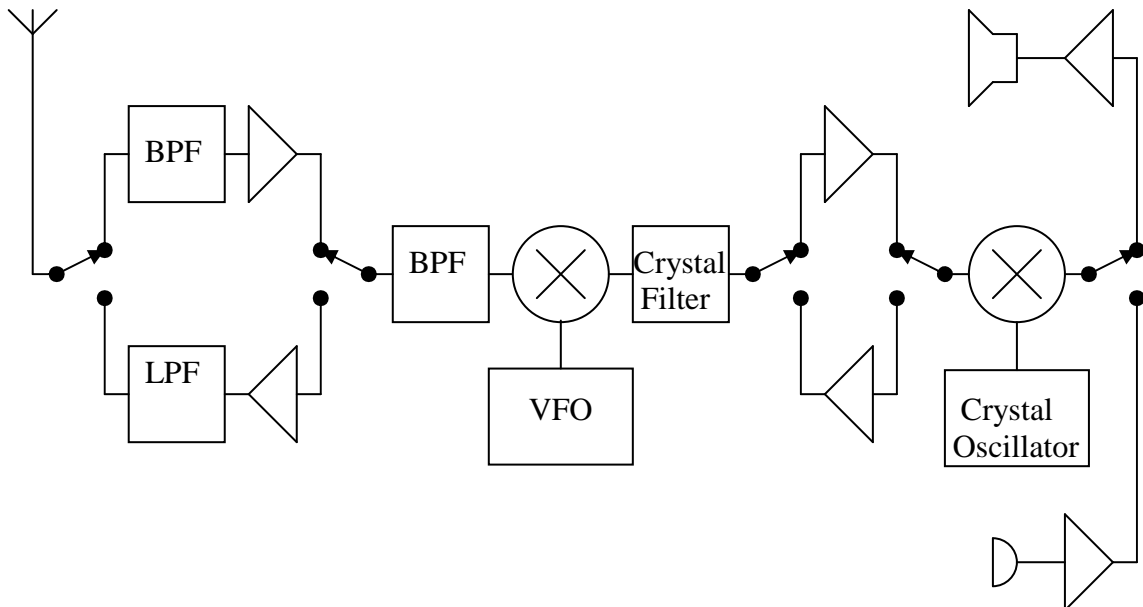 BPF
BPF
Crystal
Filter
LPF
VFO
Crystal
Oscillator